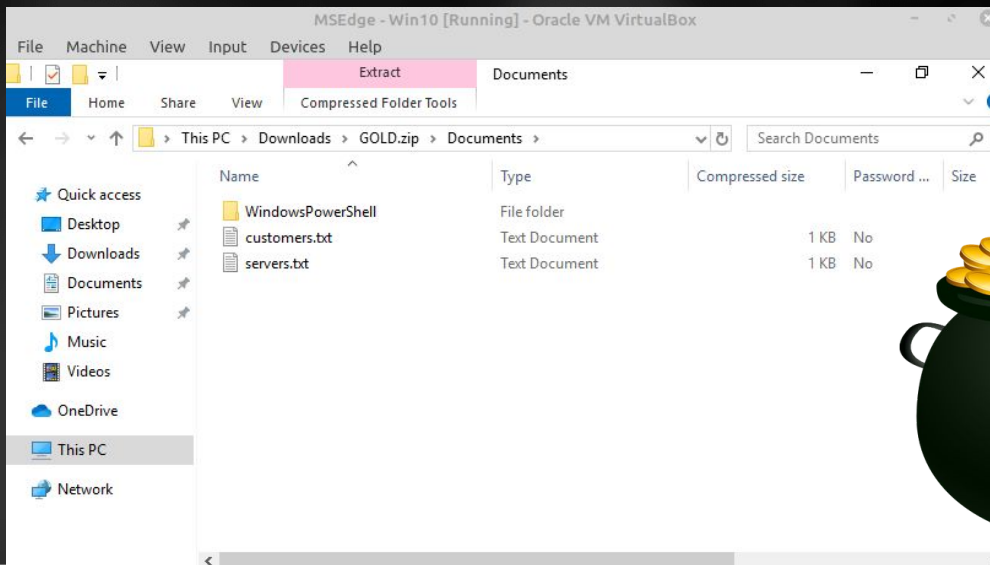 MSEdge - Win10 [Running] - Oracle VM VirtualBox
File Machine View Input Devices Help
Extract Documents
File Home Share View Compressed Folder Tools
This PC > Downloads > GOLD.zip > Documents > Search Documents
Name Type Compressed size Password ... Size
Quick access
Desktop
Downloads
Documents
Pictures
Music
Videos
OneDrive
This PC
Network
WindowsPowerShell File folder
customers.txt Text Document 1 KB No
servers.txt Text Document 1 KB No